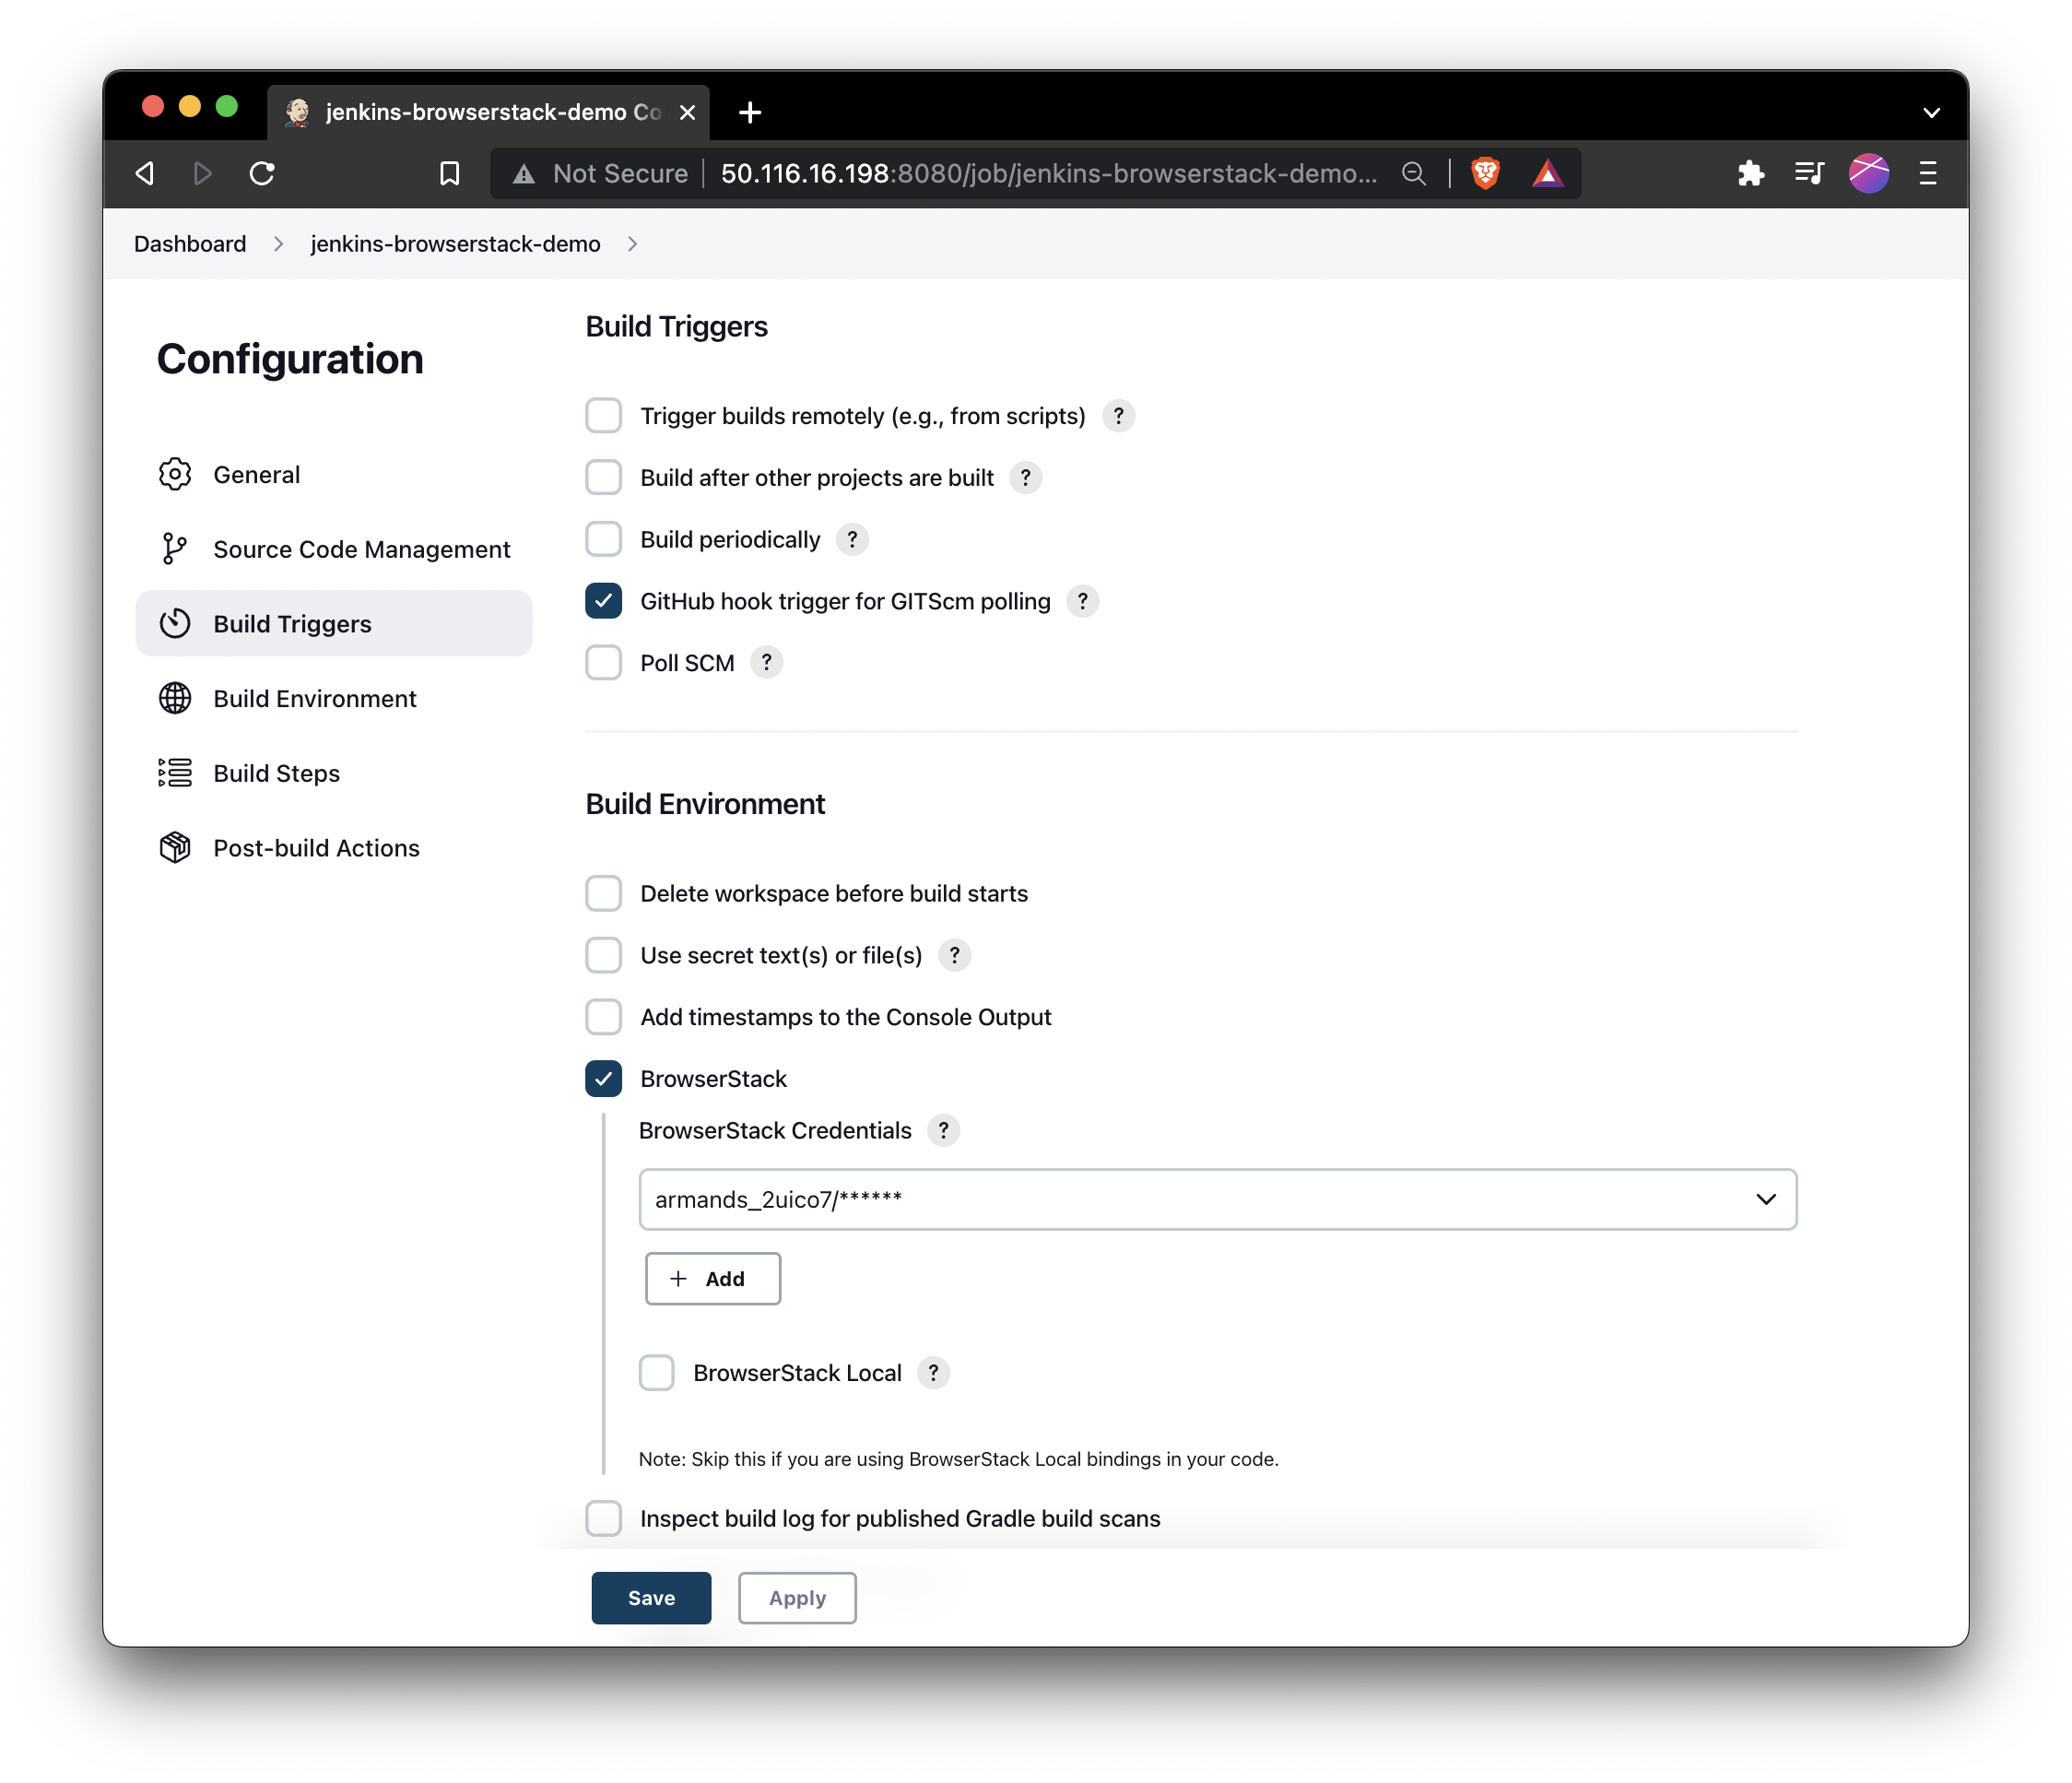 jenkins-browserstack-demo Co
Not Secure 50.116.16.198:8080/job/jenkins-browserstack-demo...
Dashboard jenkins-browserstack-demo
Configuration
General
Source Code Management
Build Triggers
Build Environment
Build Steps
Post-build Actions
Build Triggers
Trigger builds remotely (e.g., from scripts) ?
Build after other projects are built ?
Build periodically ?
GitHub hook trigger for GITScm polling ?
Poll SCM ?
Build Environment
Delete workspace before build starts
Use secret text(s) or file(s) ?
Add timestamps to the Console Output
BrowserStack
BrowserStack Credentials ?
armands_2uico7/******
+ Add
BrowserStack Local ?
Note: Skip this if you are using BrowserStack Local bindings in your code.
Inspect build log for published Gradle build scans
Save Apply